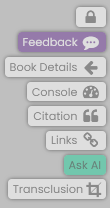 Feedback
Book Details
Console
Citation
Links
Ask AI
Transclusion